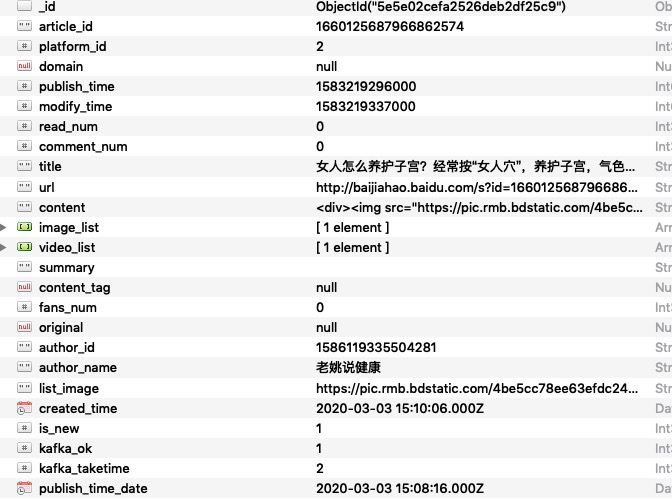 _id ObjectId("5e5e02cefa2526deb2df25c9") Obj
article_id 1660125687966862574 Str
platform_id 2 Int
domain null Nu
publish_time 1583219296000 Int
modify_time 1583219337000 Int
read_num 0 Int
comment_num 0 Int
title 女人怎么养护子宫？经常按“女人穴”，养护子宫，气色... Str
url http://baijiahao.baidu.com/s?id=166012568796686... Str
content <div><img src="https://pic.rmb.bdstatic.com/4be5c... Str
image_list [ 1 element ] Arr
video_list [ 1 element ] Arr
summary Str
content_tag null Nu
fans_num 0 Int
original null Nu
author_id 1586119335504281 Str
author_name 老姚说健康 Str
list_image https://pic.rmb.bdstatic.com/4be5cc78ee63efdc24... Str
created_time 2020-03-03 15:10:06.000Z Da
is_new 1 Int
kafka_ok 1 Int
kafka_taketime 2 Int
publish_time_date 2020-03-03 15:08:16.000Z Da